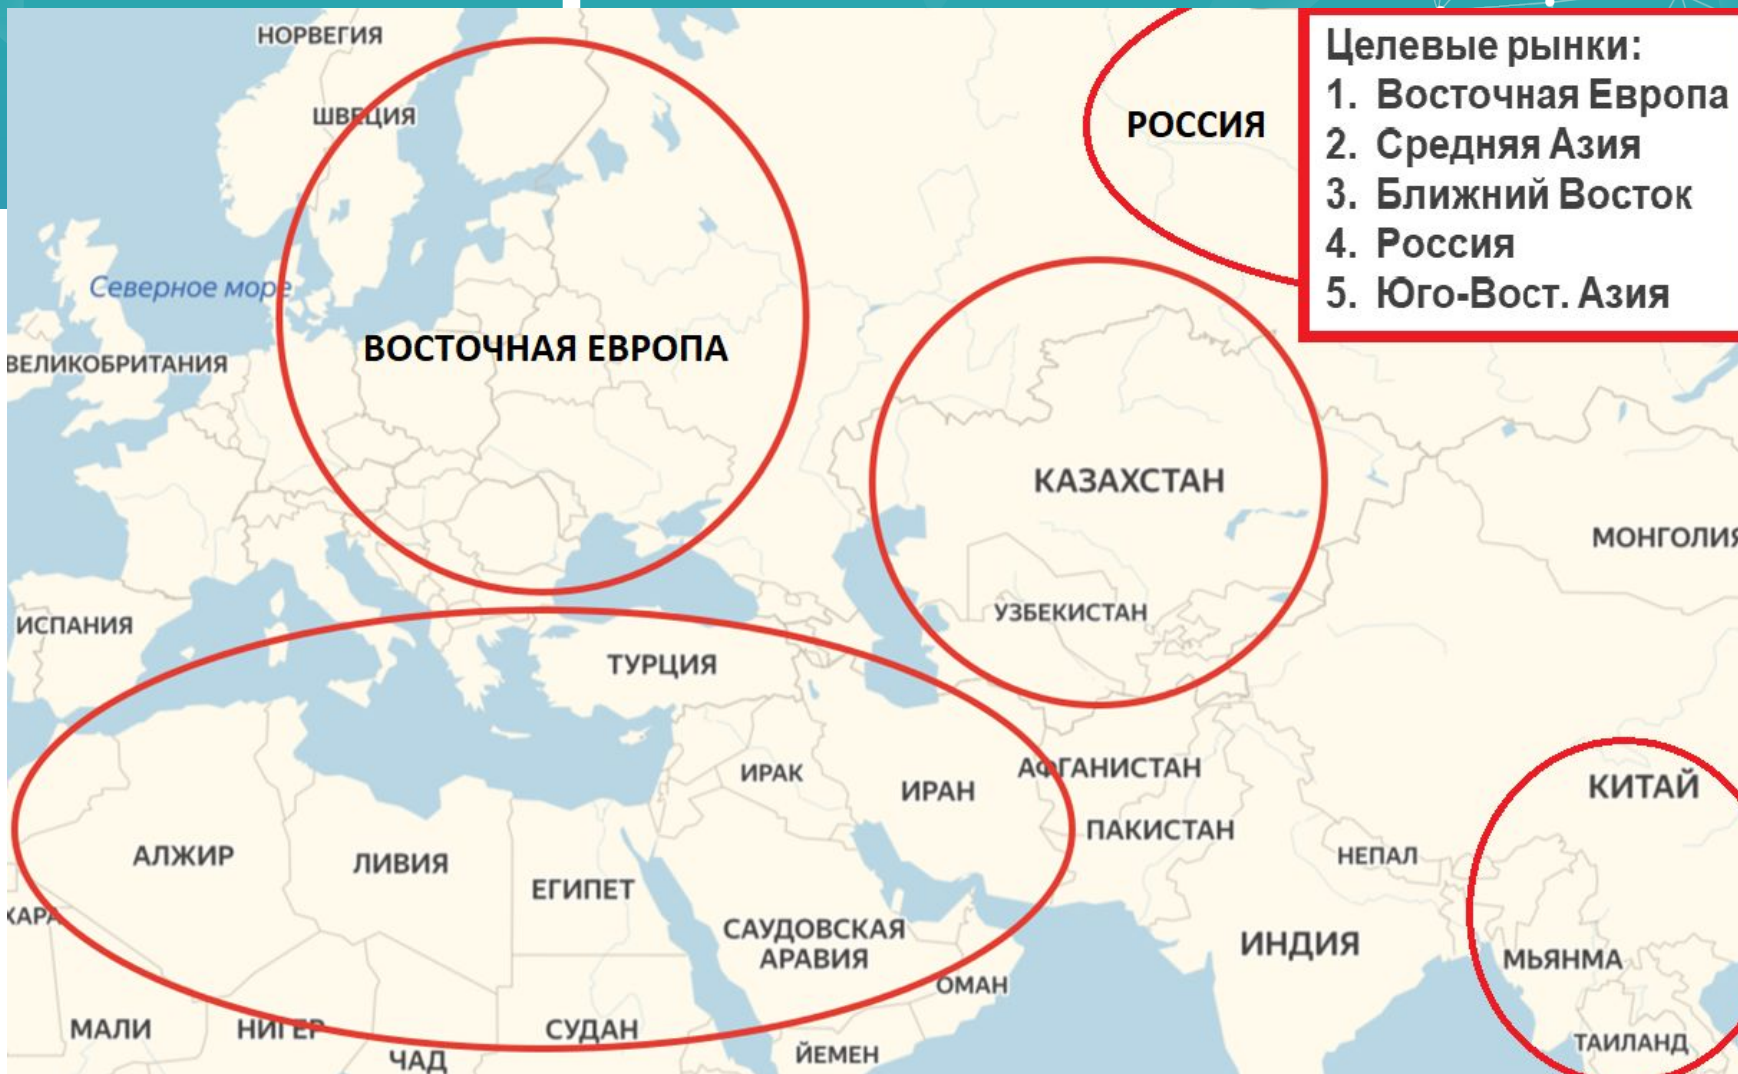 НОРВЕГИЯ
ШВЕЦИЯ
РОССИЯ
Целевые рынки:
1. Восточная Европа
2. Средняя Азия
3. Ближний Восток
4. Россия
5. Юго-Вост. Азия
Северное море
ВЕЛИКОБРИТАНИЯ
ВОСТОЧНАЯ ЕВРОПА
КАЗАХСТАН
МОНГОЛИЯ
УЗБЕКИСТАН
ИСПАНИЯ
ТУРЦИЯ
ИРАК
ИРАН
АФГАНИСТАН
КИТАЙ
ПАКИСТАН
АЛЖИР
ЛИВИЯ
ЕГИПЕТ
НЕПАЛ
ХАРА
САУДОВСКАЯ
АРАВИЯ
ИНДИЯ
МЬЯНМА
ОМАН
МАЛИ
НИГЕР
СУДАН
ТАИЛАНД
ЧАД
ЙЕМЕН